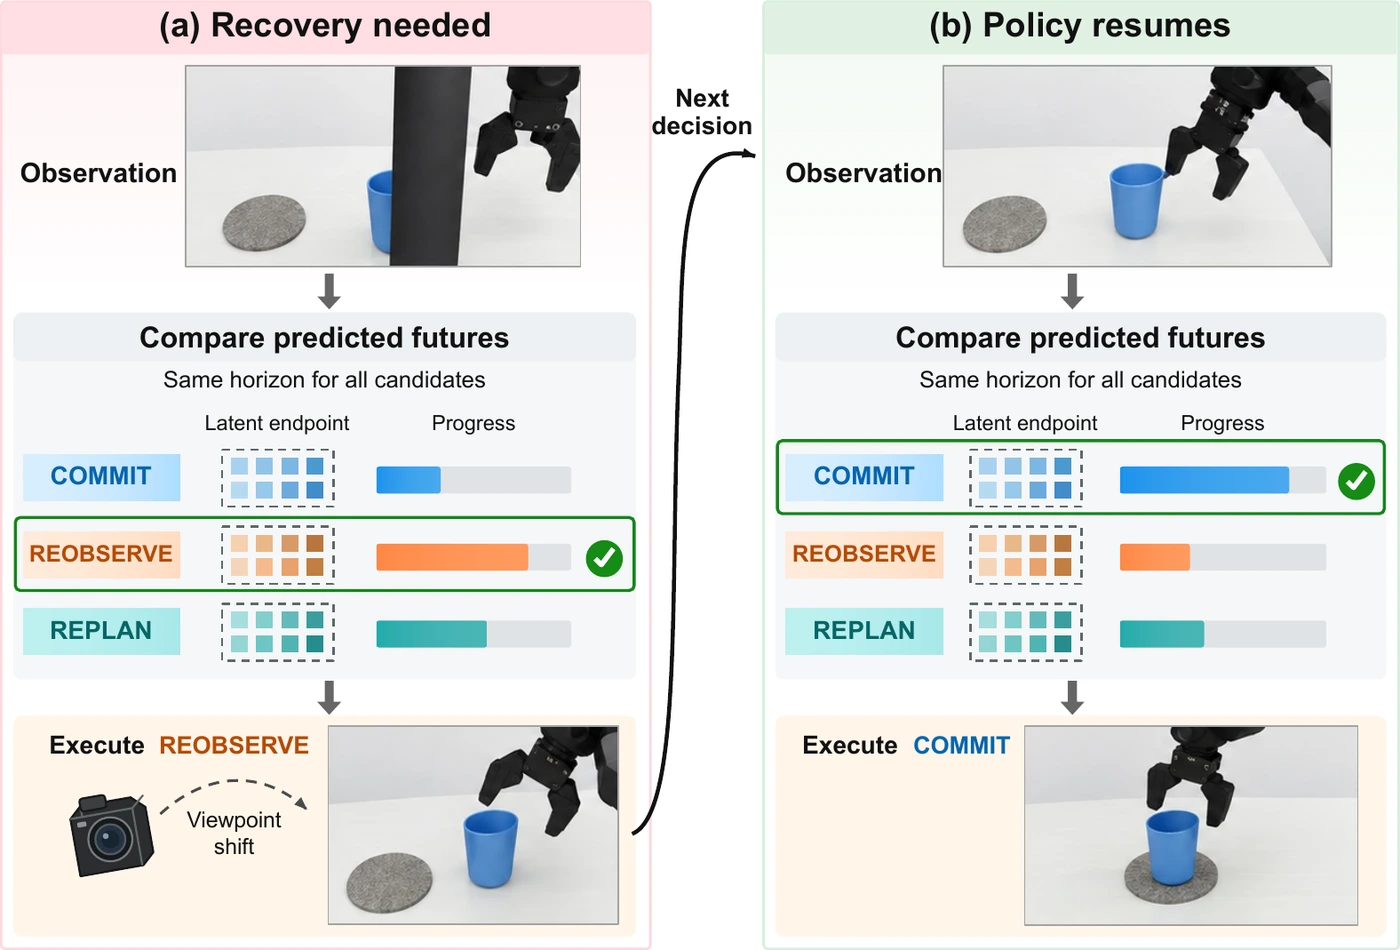 (a) Recovery needed
Observation
Compare predicted futures
Same horizon for all candidates
Latent endpoint
Progress
COMMIT
REOBSERVE
REPLAN
Execute REOBSERVE
Viewpoint
shift
Next
decision
(b) Policy resumes
Observation
Compare predicted futures
Same horizon for all candidates
Latent endpoint
Progress
COMMIT
REOBSERVE
REPLAN
Execute COMMIT